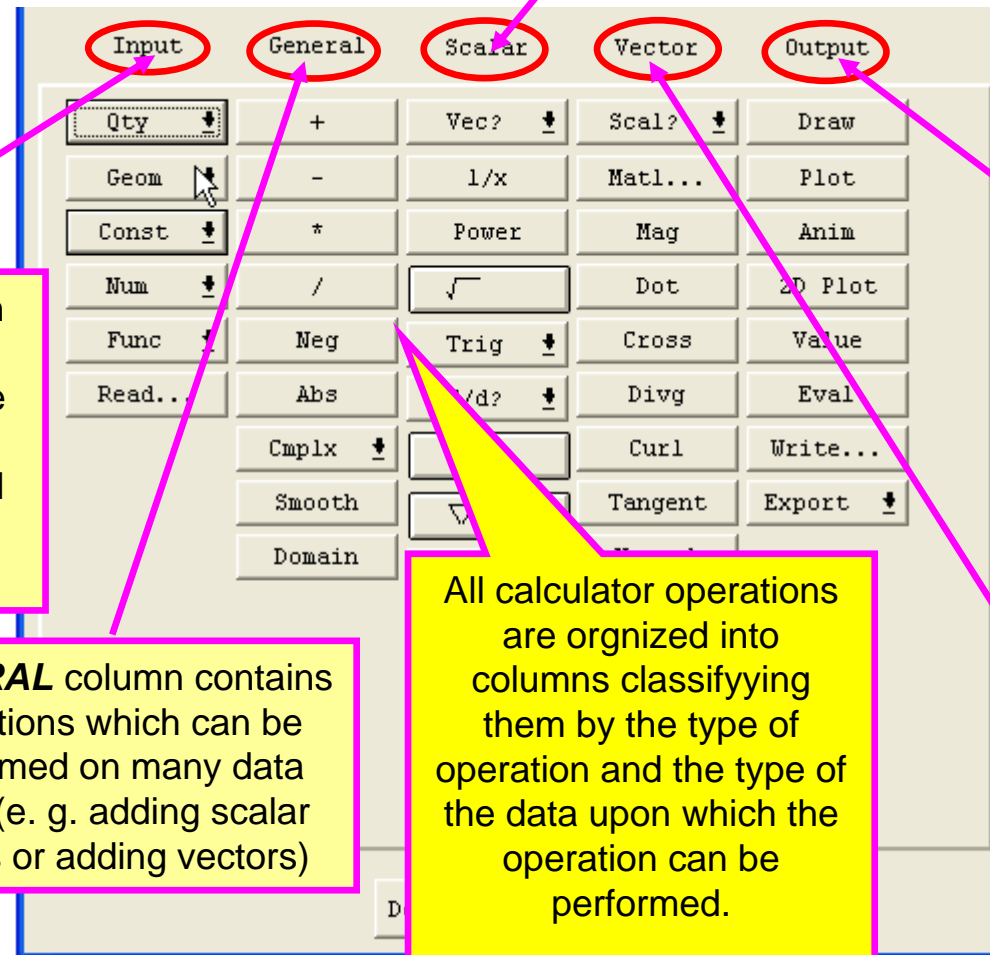 Input General Scalar Vector Output
Qty + Vec? Scal? Draw
Geom - 1/x Matl... Plot
Const * Power Mag Anim
Num / √ Dot 2D Plot
Func Neg Trig Cross Value
Read... Abs d? Divg Eval
Cmplx Curl Write...
Smooth ▽ Tangent Export
Domain
RAL column contains
tions which can be
med on many data
(e. g. adding scalar
s or adding vectors)
All calculator operations
are orgnized into
columns classifyying
them by the type of
operation and the type of
the data upon which the
operation can be
performed.
D